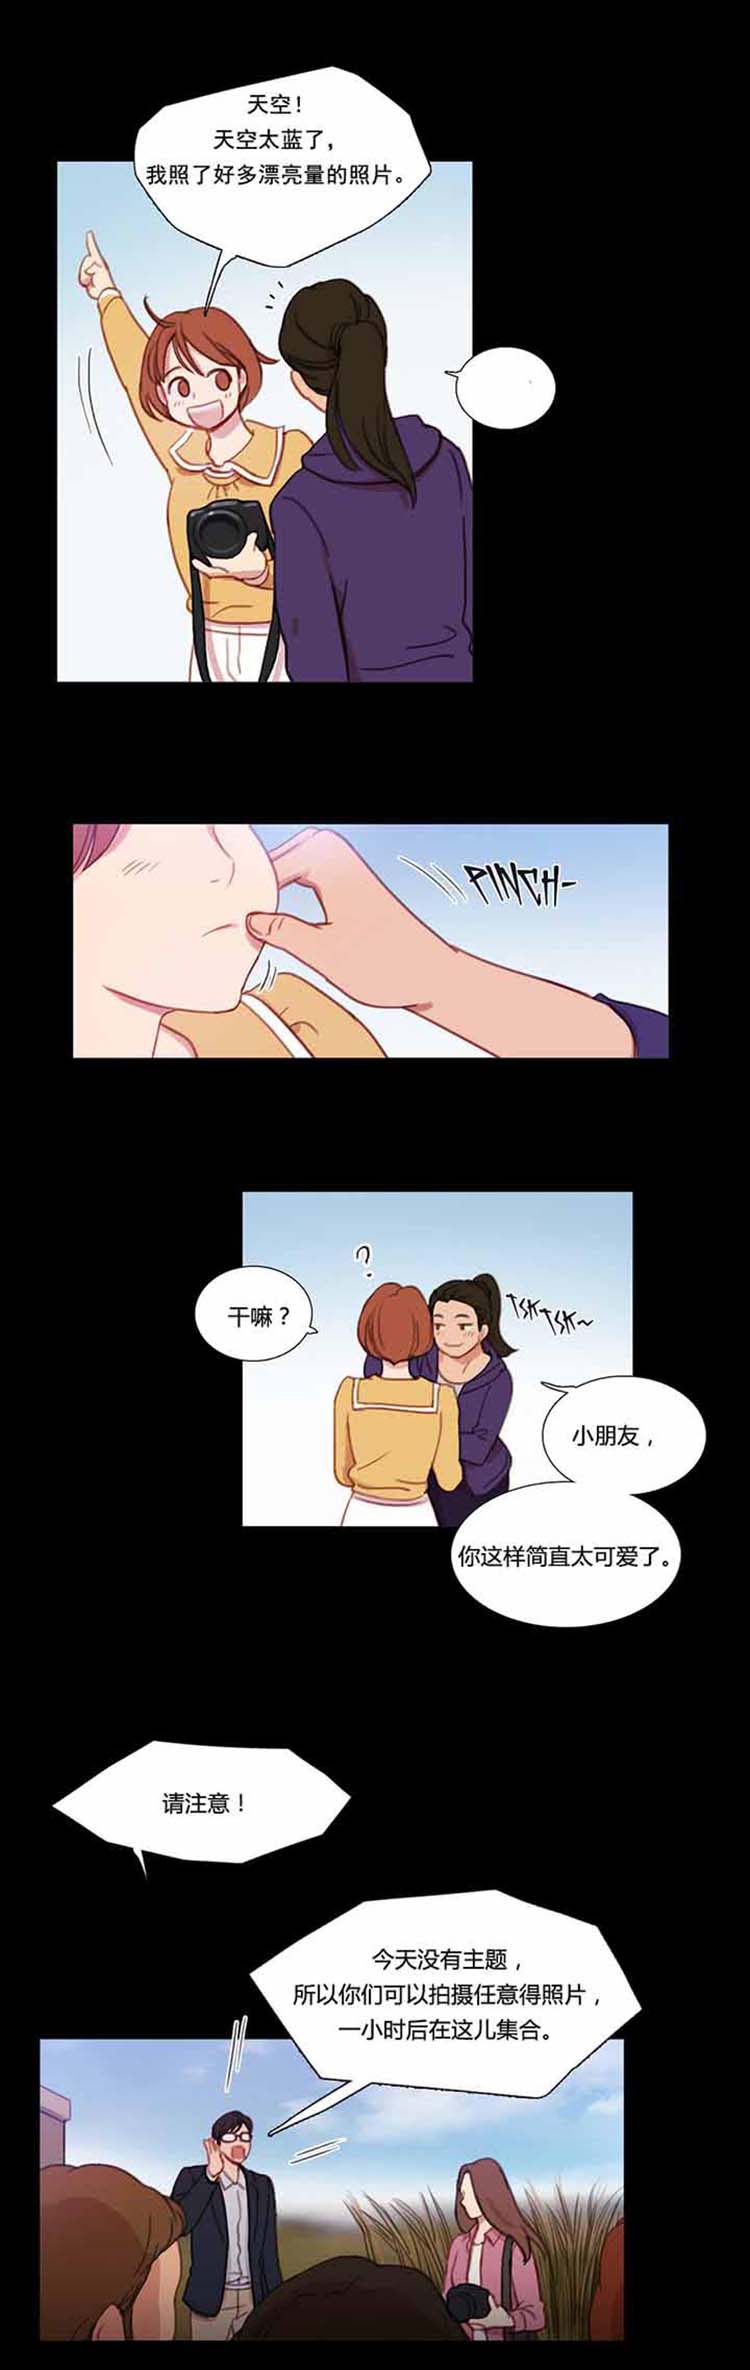 天空！
天空太蓝了，
我照了好多漂亮量的照片。
PINCH~
?
干嘛？
TSK TSK~
小朋友，
你这样简直太可爱了。
请注意！
今天没有主题，
所以你们可以拍摄任意得照片，
一小时后在这儿集合。